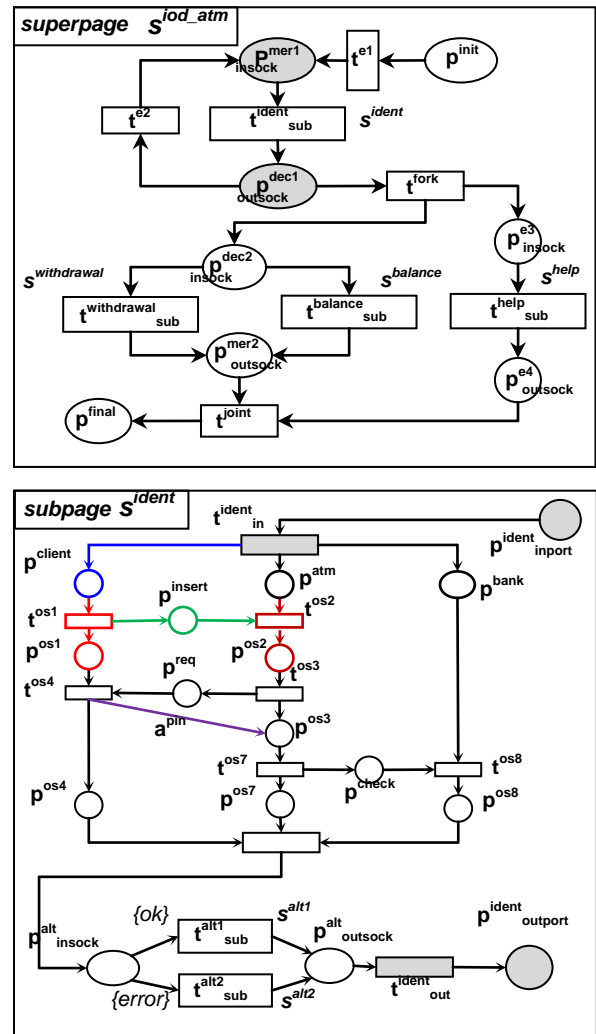 superpage s^iod_atm
P^mer1 insock
t^e1
p^init
t^e2
t^ident sub
s^ident
p^dec1 outsock
t^fork
p^dec2 insock
p^e3 insock
s^withdrawal
s^balance
s^help
t^withdrawal sub
t^balance sub
t^help sub
p^mer2 outsock
p^e4 outsock
p^final
t^joint
subpage s^ident
t^ident in
p^ident inport
p^client
p^insert
p^atm
p^bank
t^os1
t^os2
p^os1
p^os2
p^req
t^os3
t^os4
a^pin
p^os3
t^os7
p^check
t^os8
p^os4
p^os7
p^os8
{ok}
s^alt1
p^ident outport
p^alt insock
t^alt1 sub
p^alt outsock
{error}
t^alt2 sub
s^alt2
t^ident out